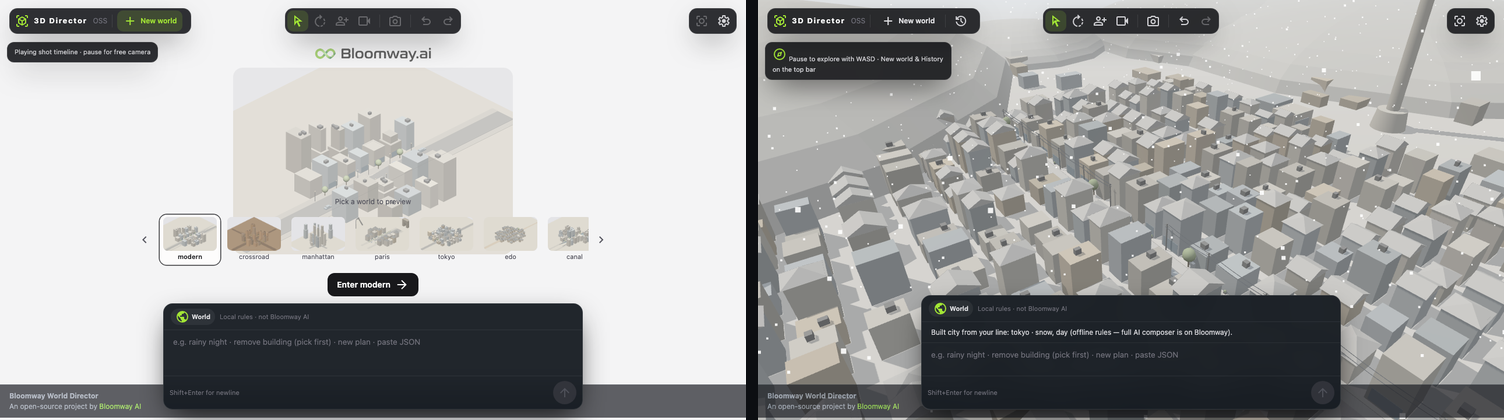 3D Director OSS
New world
Playing shot timeline · pause for free camera
Bloomway.ai
Pick a world to preview
modern
crossroad
manhattan
paris
tokyo
edo
canal
Enter modern
World
Local rules · not Bloomway AI
e.g. rainy night · remove building (pick first) · new plan · paste JSON
Shift+Enter for newline
Bloomway World Director
An open-source project by Bloomway AI
3D Director OSS
New world
Pause to explore with WASD · New world & History
on the top bar
World
Local rules · not Bloomway AI
Built city from your line: tokyo · snow, day (offline rules — full AI composer is on Bloomway).
e.g. rainy night · remove building (pick first) · new plan · paste JSON
Shift+Enter for newline
Bloomway World Director
An open-source project by Bloomway AI